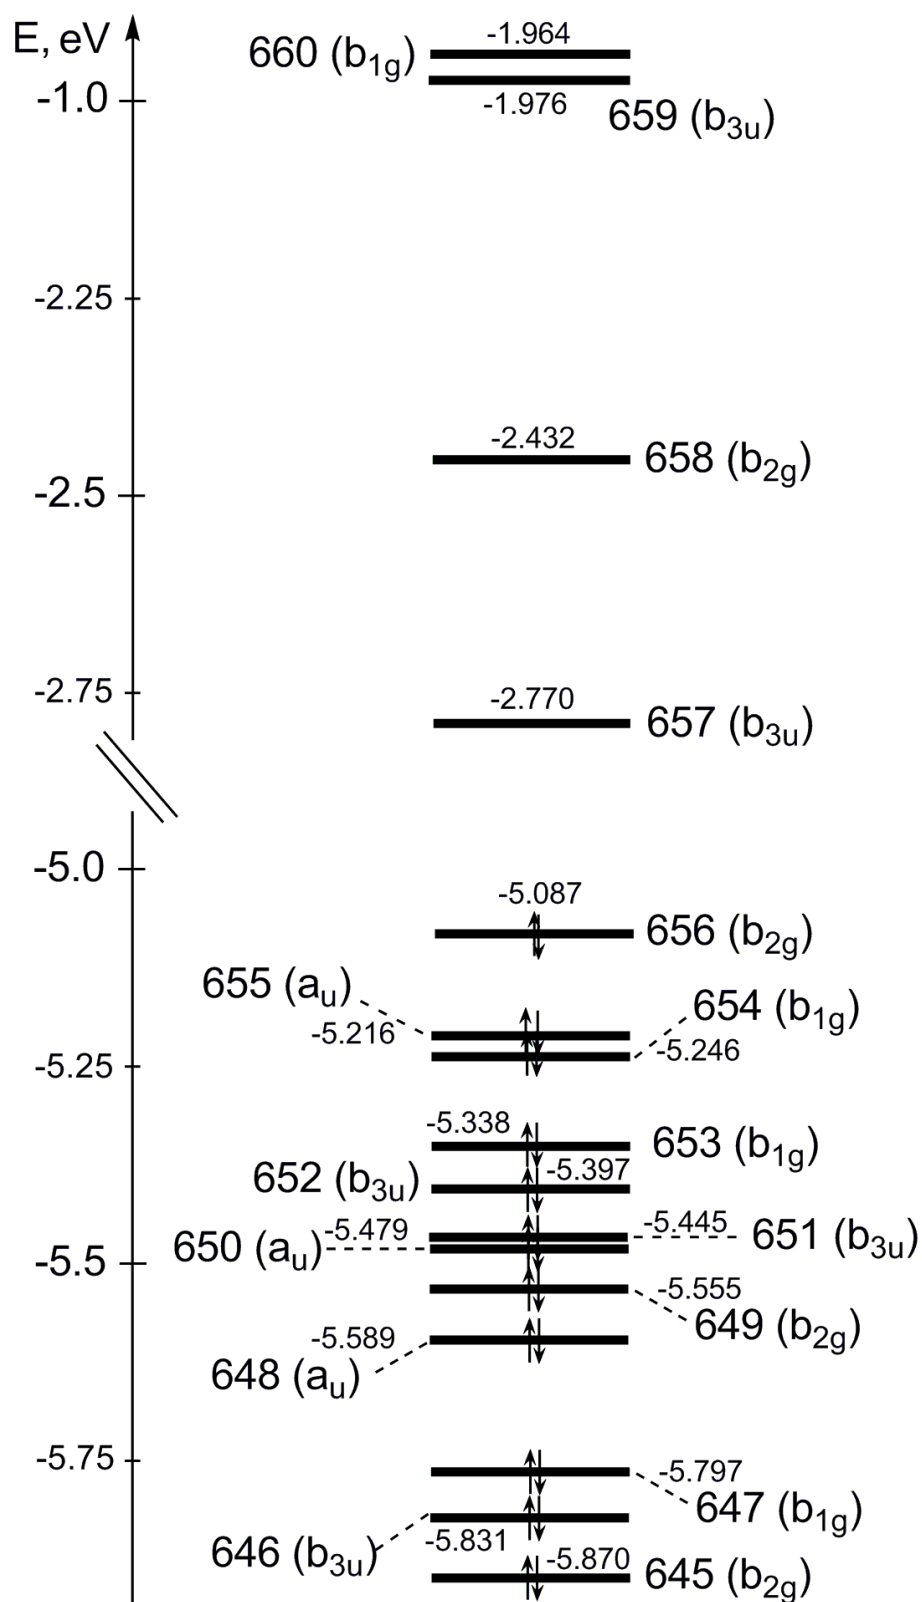 E, eV
-1.964
660 (b1g)
-1.0
-1.976
659 (b3u)
-2.25
-2.432
658 (b2g)
-2.5
-2.75
-2.770
657 (b3u)
-5.0
-5.087
656 (b2g)
655 (au)
654 (b1g)
-5.216
-5.246
-5.25
-5.338
653 (b1g)
652 (b3u)
-5.397
-5.479
-5.445
651 (b3u)
650 (au)
-5.5
-5.555
649 (b2g)
-5.589
648 (au)
-5.75
-5.797
647 (b1g)
646 (b3u)
-5.831
-5.870
645 (b2g)